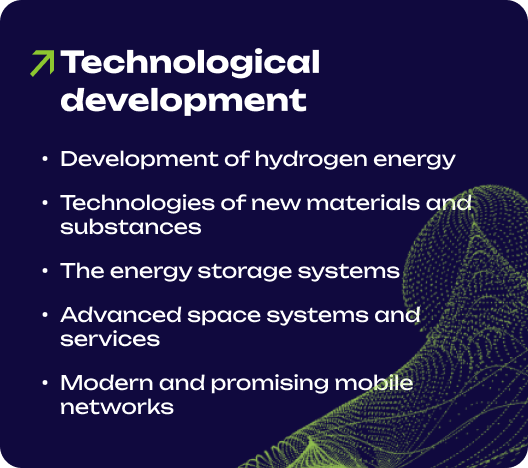 Technological
development
• Development of hydrogen energy
• Technologies of new materials and
substances
• The energy storage systems
• Advanced space systems and
services
• Modern and promising mobile
networks